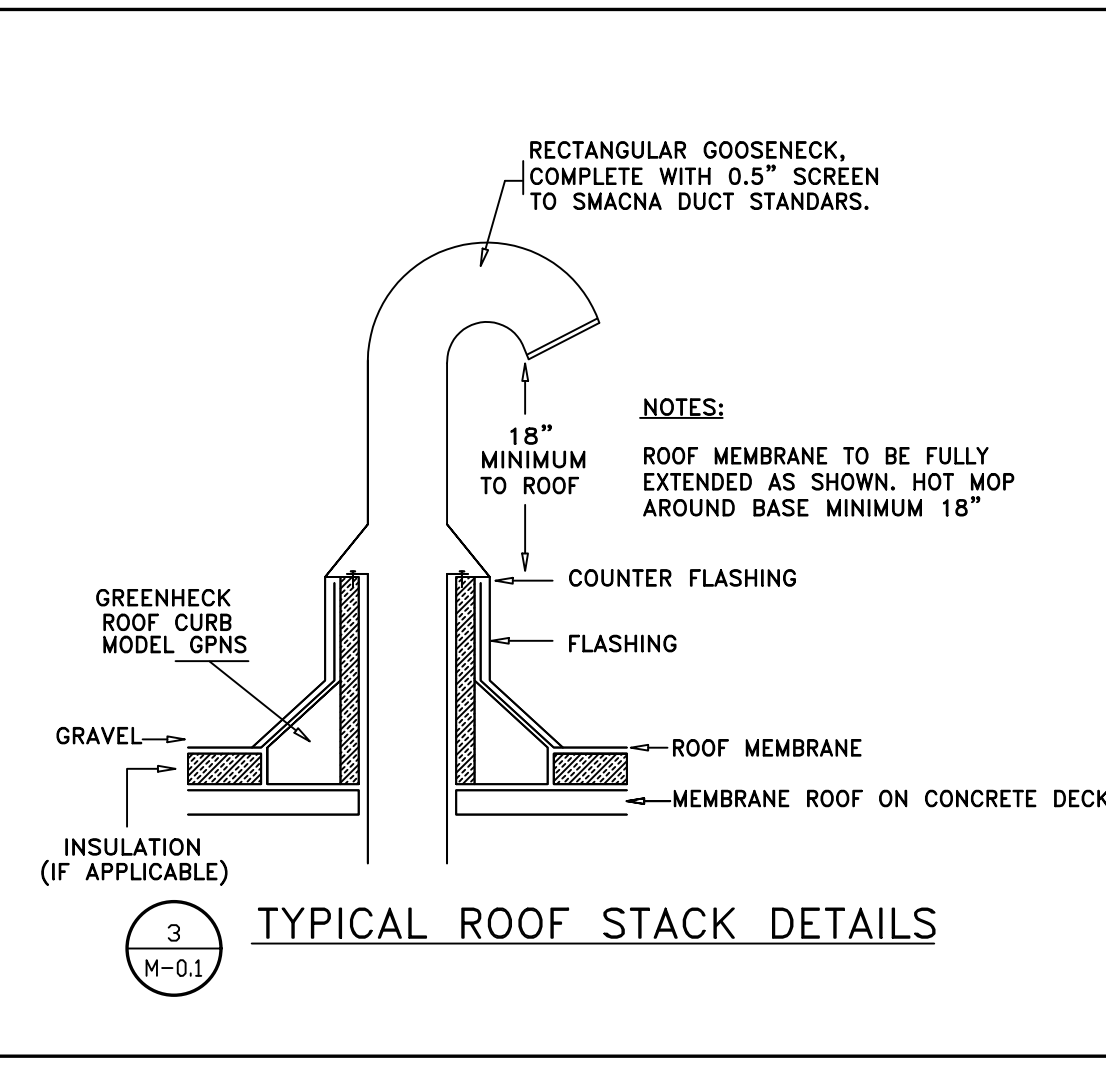 RECTANGULAR GOOSENECK,
COMPLETE WITH 0.5” SCREEN
TO SMACNA DUCT STANDARS.
18”
MINIMUM
TO ROOF
NOTES:
ROOF MEMBRANE TO BE FULLY
EXTENDED AS SHOWN. HOT MOP
AROUND BASE MINIMUM 18”
COUNTER FLASHING
GREENHECK
ROOF CURB
MODEL GPNS
FLASHING
GRAVEL
ROOF MEMBRANE
MEMBRANE ROOF ON CONCRETE DECK
INSULATION
(IF APPLICABLE)
3
M-0.1
TYPICAL ROOF STACK DETAILS